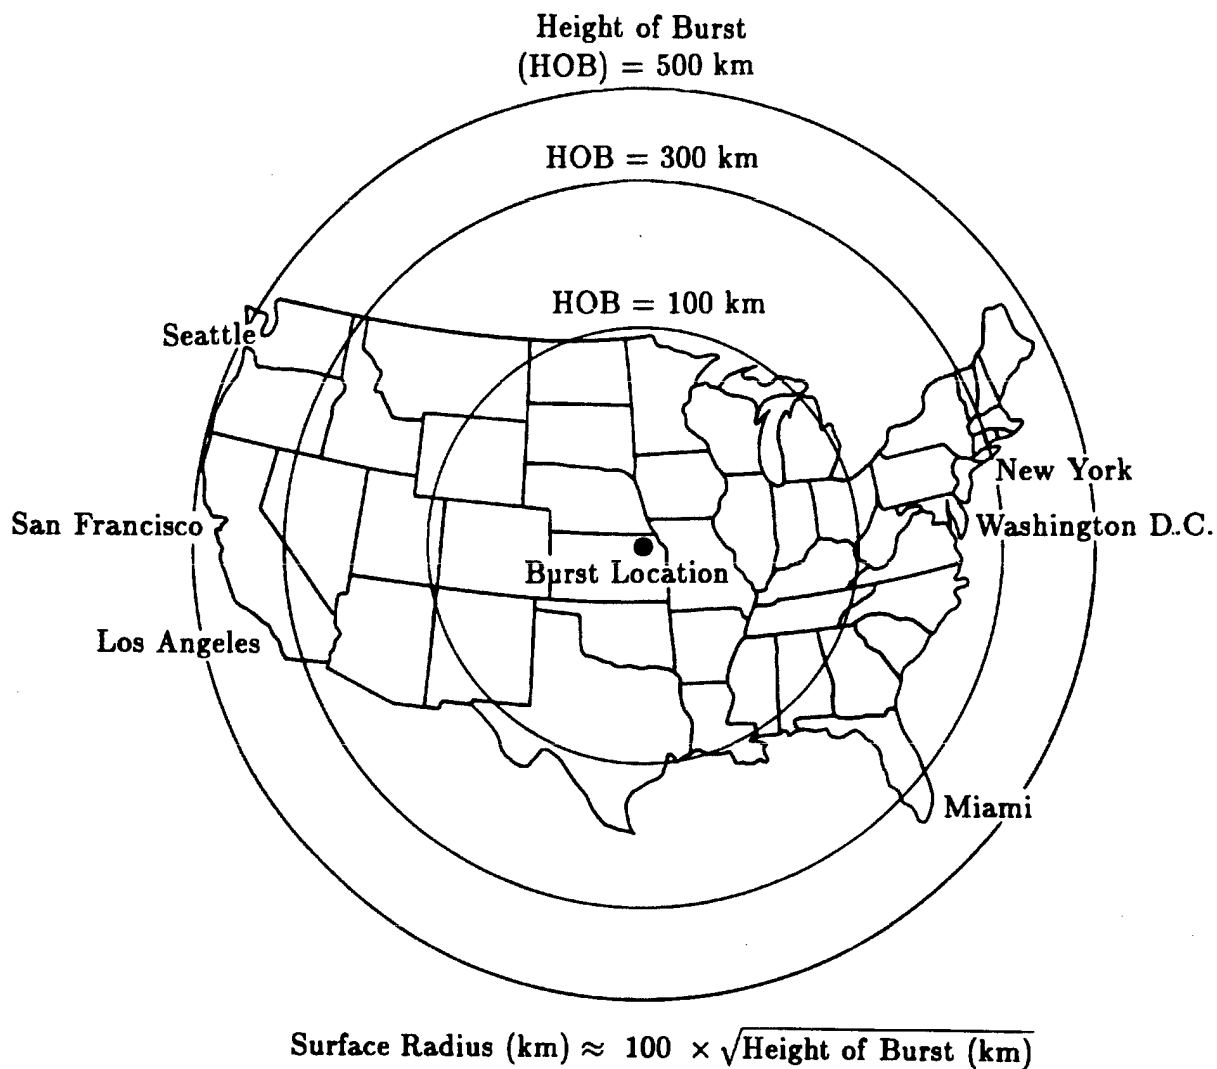 Height of Burst
(HOB) = 500 km
HOB = 300 km
HOB = 100 km
Seattle
New York
San Francisco
Washington D.C.
Burst Location
Los Angeles
Miami
Surface Radius (km) ≈ 100 × √Height of Burst (km)